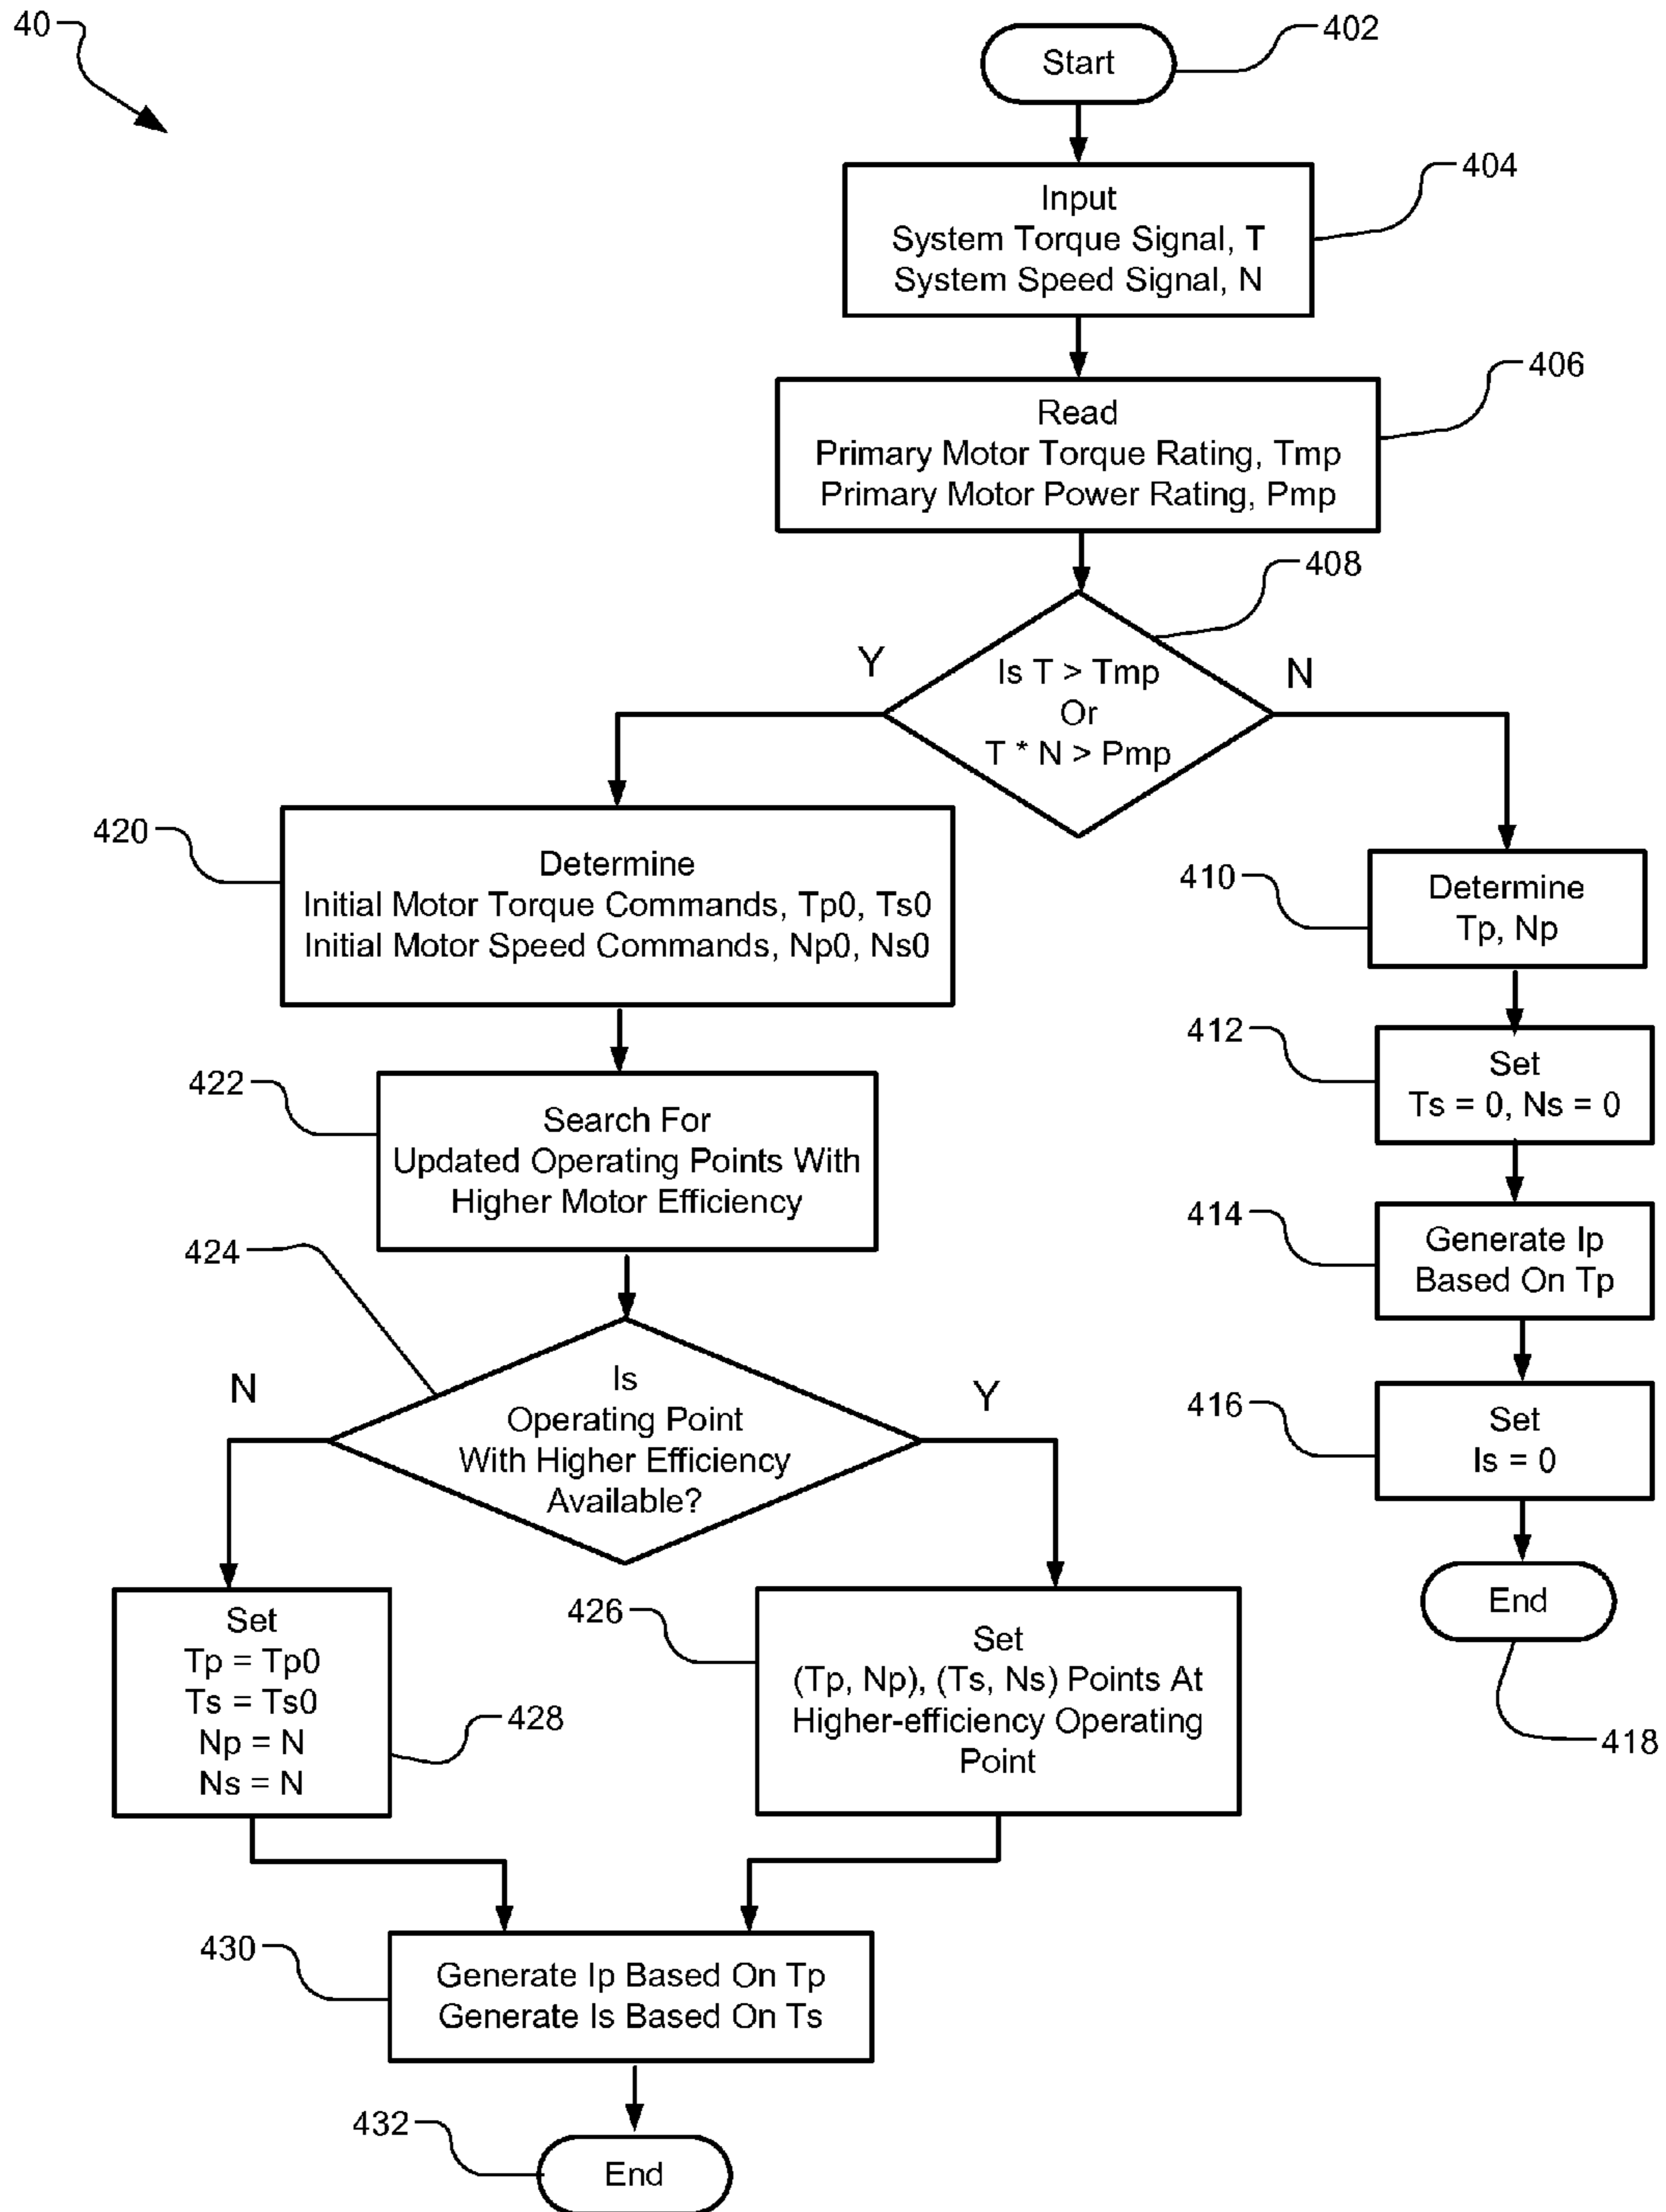 40
Start
402
Input
System Torque Signal, T
System Speed Signal, N
404
Read
Primary Motor Torque Rating, Tmp
Primary Motor Power Rating, Pmp
406
408
Y
Is T > Tmp
Or
T * N > Pmp
N
420
Determine
Initial Motor Torque Commands, Tp0, Ts0
Initial Motor Speed Commands, Np0, Ns0
410
Determine
Tp, Np
412
Set
Ts = 0, Ns = 0
422
Search For
Updated Operating Points With
Higher Motor Efficiency
414
Generate Ip
Based On Tp
424
N
Is
Operating Point
With Higher Efficiency
Available?
Y
416
Set
Is = 0
End
418
Set
Tp = Tp0
Ts = Ts0
Np = N
Ns = N
428
426
Set
(Tp, Np), (Ts, Ns) Points At
Higher-efficiency Operating
Point
430
Generate Ip Based On Tp
Generate Is Based On Ts
432
End